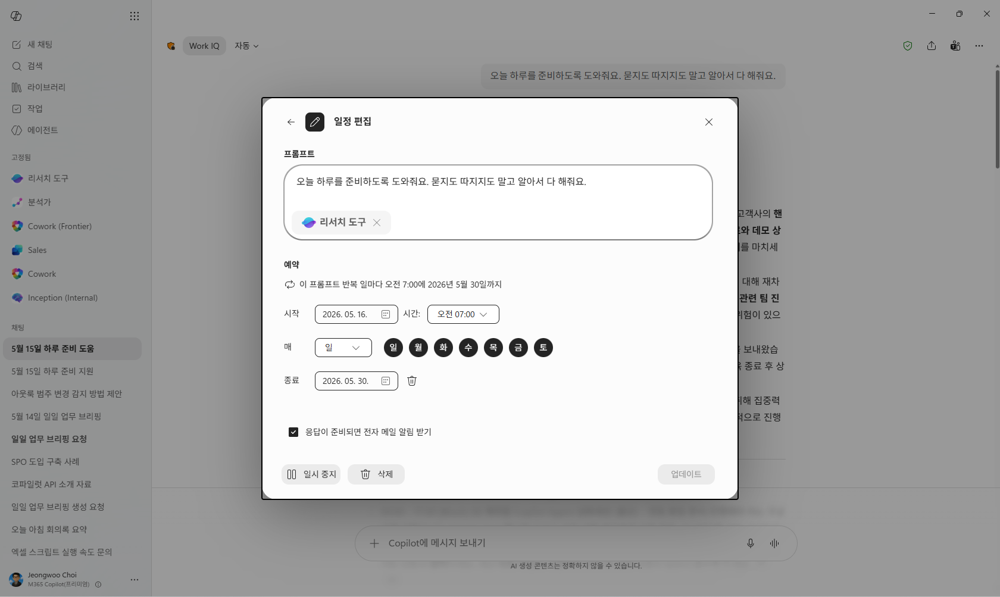 새 채팅
검색
라이브러리
작업
에이전트
고정됨
리서치 도구
분석가
Cowork (Frontier)
Sales
Cowork
Inception (Internal)
채팅
5월 15일 하루 준비 도움
5월 15일 하루 준비 지원
아웃룩 범주 변경 감지 방법 제안
5월 14일 일일 업무 브리핑
일일 업무 브리핑 요청
SPO 도입 구축 사례
코파일럿 API 소개 자료
일일 업무 브리핑 생성 요청
오늘 아침 회의록 요약
엑셀 스크립트 실행 속도 문의
Jeongwoo Choi
M365 Copilot(프리미엄)
Work IQ 자동
오늘 하루를 준비하도록 도와줘요. 묻지도 따지지도 말고 알아서 다 해줘요.
일정 편집
프롬프트
오늘 하루를 준비하도록 도와줘요. 묻지도 따지지도 말고 알아서 다 해줘요.
리서치 도구
예약
이 프롬프트 반복 일마다 오전 7:00에 2026년 5월 30일까지
시작 2026. 05. 16. 시간: 오전 07:00
매 일 일 월 화 수 목 금 토
종료 2026. 05. 30.
응답이 준비되면 전자 메일 알림 받기
일시 중지 삭제 업데이트
고객사의 핸
와 데모 상
를 마치세
대해 재차
관련 팀 진
위험이 있으
보내왔습
종료 후 상
집중력
적으로 진행
Copilot에 메시지 보내기
AI 생성 콘텐츠는 정확하지 않을 수 있습니다.